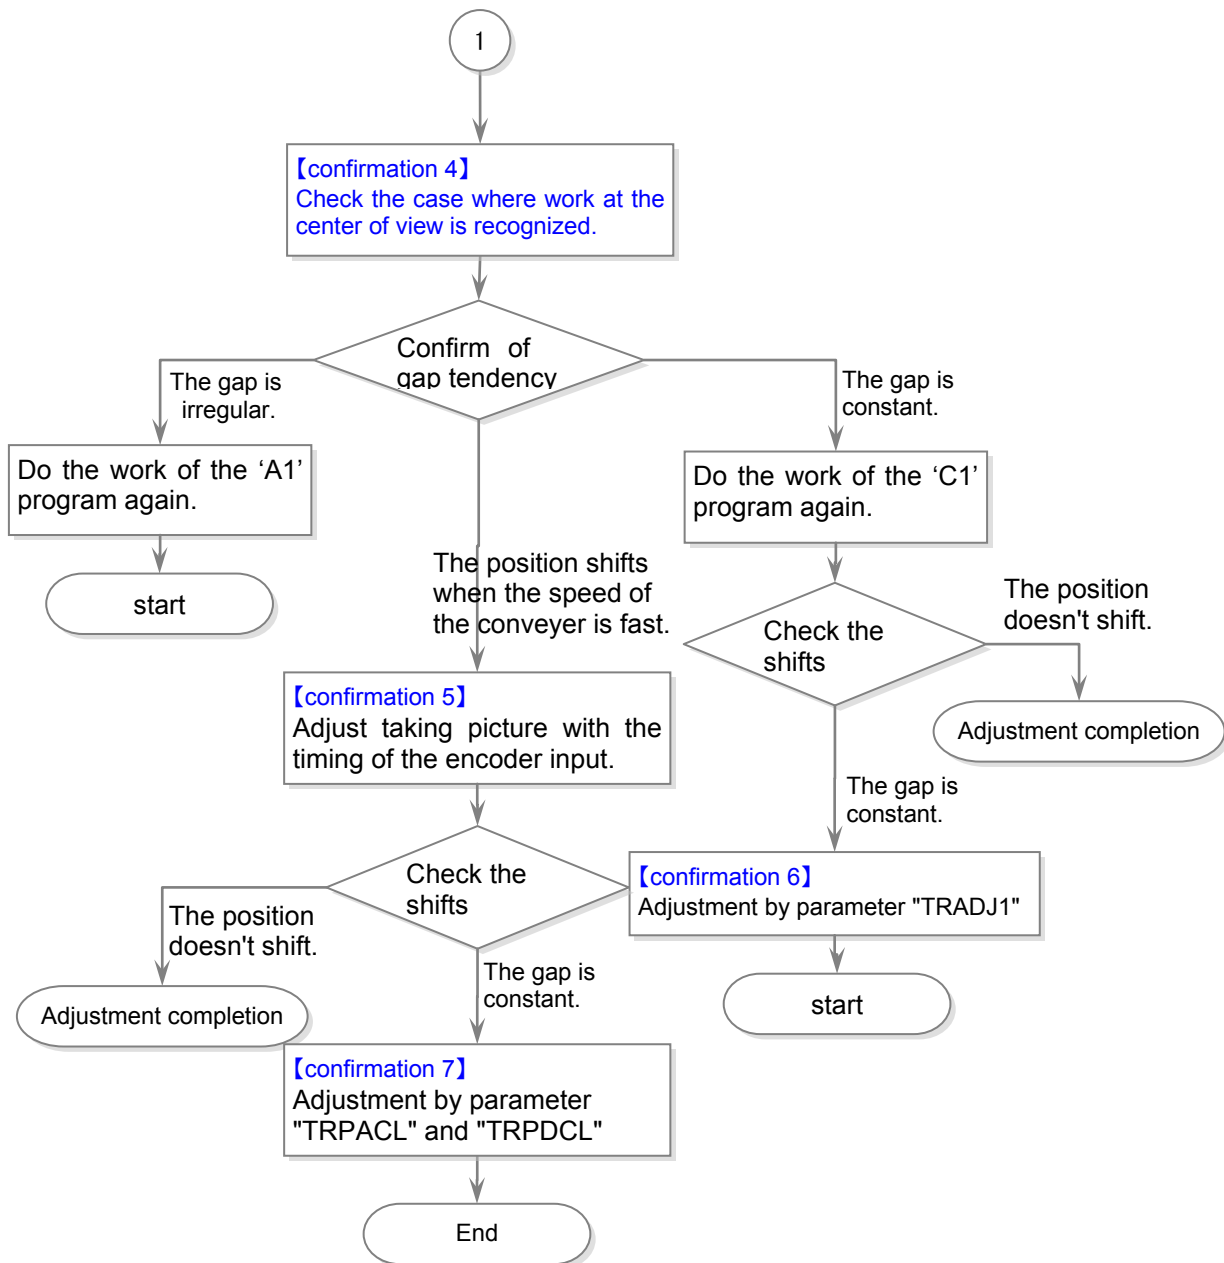 1
【confirmation 4】
Check the case where work at the
center of view is recognized.
Confirm of
gap tendency
The gap is
irregular.
The gap is
constant.
Do the work of the ‘A1’
program again.
Do the work of the ‘C1’
program again.
start
The position shifts
when the speed of
the conveyer is fast.
Check the
shifts
The position
doesn't shift.
Adjustment completion
【confirmation 5】
Adjust taking picture with the
timing of the encoder input.
The gap is
constant.
Check the
shifts
【confirmation 6】
Adjustment by parameter "TRADJ1"
The position
doesn't shift.
The gap is
constant.
start
Adjustment completion
【confirmation 7】
Adjustment by parameter
"TRPACL" and "TRPDCL"
End